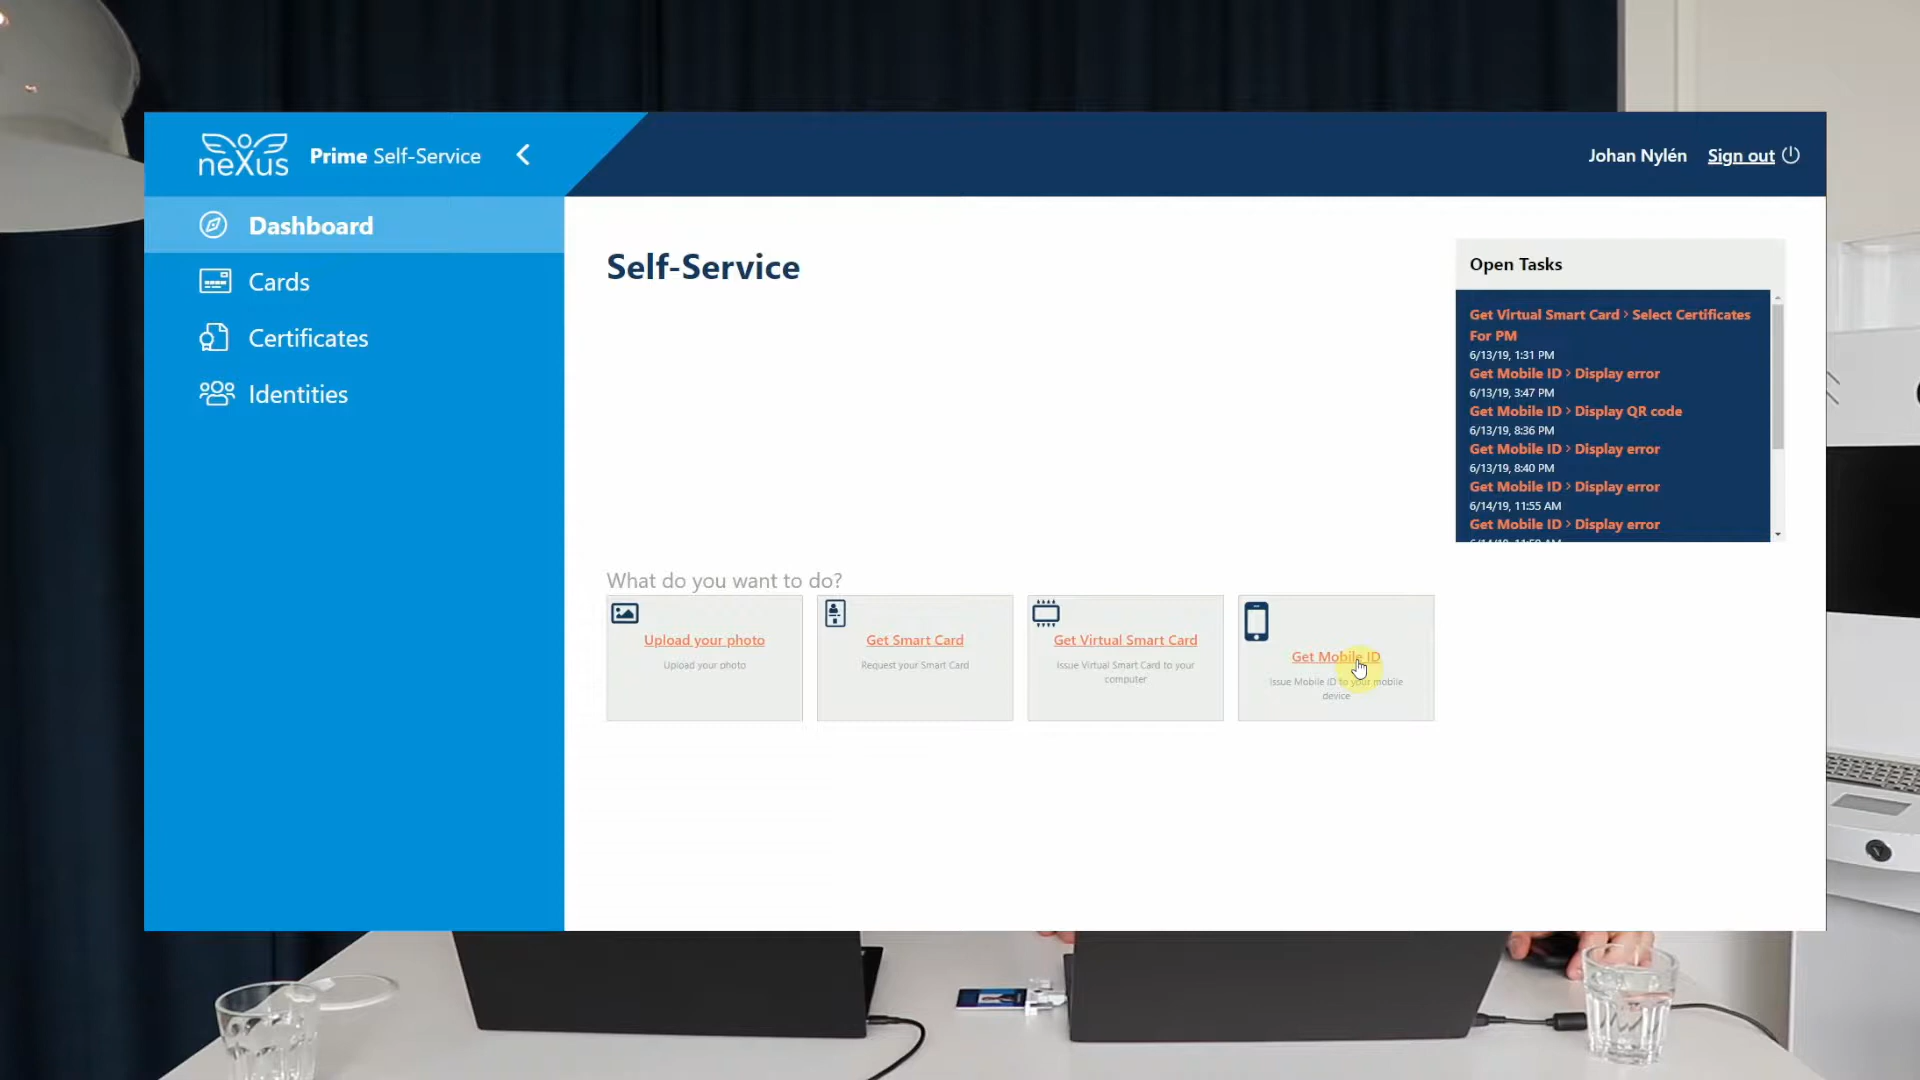 neXus
Prime Self-Service
Johan Nylén
Sign out
Dashboard
Cards
Certificates
Identities
Self-Service
Open Tasks
Get Virtual Smart Card > Select Certificates
For PM
6/13/19, 1:31 PM
Get Mobile ID > Display error
6/13/19, 3:47 PM
Get Mobile ID > Display QR code
6/13/19, 8:36 PM
Get Mobile ID > Display error
6/13/19, 8:40 PM
Get Mobile ID > Display error
6/14/19, 11:55 AM
Get Mobile ID > Display error
What do you want to do?
Upload your photo
Upload your photo
Get Smart Card
Request your Smart Card
Get Virtual Smart Card
Issue Virtual Smart Card to your
computer
Get Mobile ID
Issue Mobile ID to your mobile
device